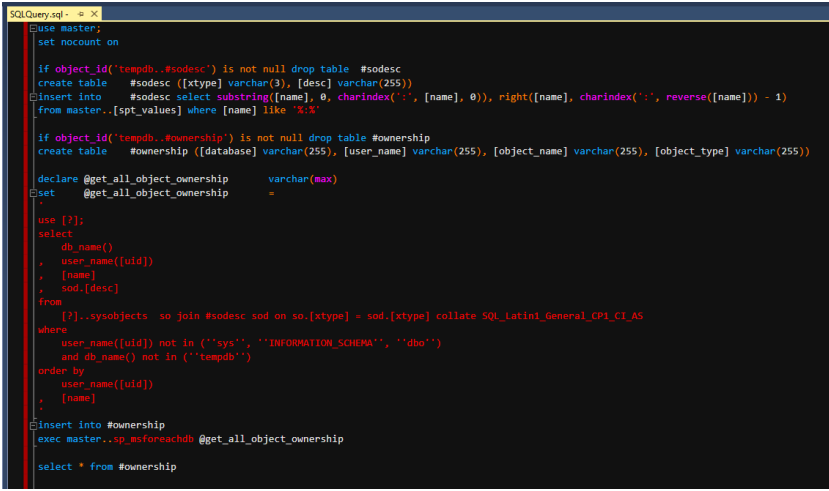 SQLQuery.sql -
use master;
set nocount on
if object_id('tempdb..#sodesc') is not null drop table  #sodesc
create table    #sodesc ([xtype] varchar(3), [desc] varchar(255))
insert into     #sodesc select substring([name], 0, charindex(':', [name], 0)), right([name], charindex(':', reverse([name])) - 1)
from master..[spt_values] where [name] like '%:%'
if object_id('tempdb..#ownership') is not null drop table #ownership
create table    #ownership ([database] varchar(255), [user_name] varchar(255), [object_name] varchar(255), [object_type] varchar(255))
declare @get_all_object_ownership       varchar(max)
set     @get_all_object_ownership       =
'
use [?];
select
    db_name()
,   user_name([uid])
,   [name]
,   sod.[desc]
from
    [?]..sysobjects  so join #sodesc sod on so.[xtype] = sod.[xtype] collate SQL_Latin1_General_CP1_CI_AS
where
    user_name([uid]) not in (''sys'', ''INFORMATION_SCHEMA'', ''dbo'')
    and db_name() not in (''tempdb'')
order by
    user_name([uid])
,   [name]
'
insert into #ownership
exec master..sp_msforeachdb @get_all_object_ownership
select * from #ownership